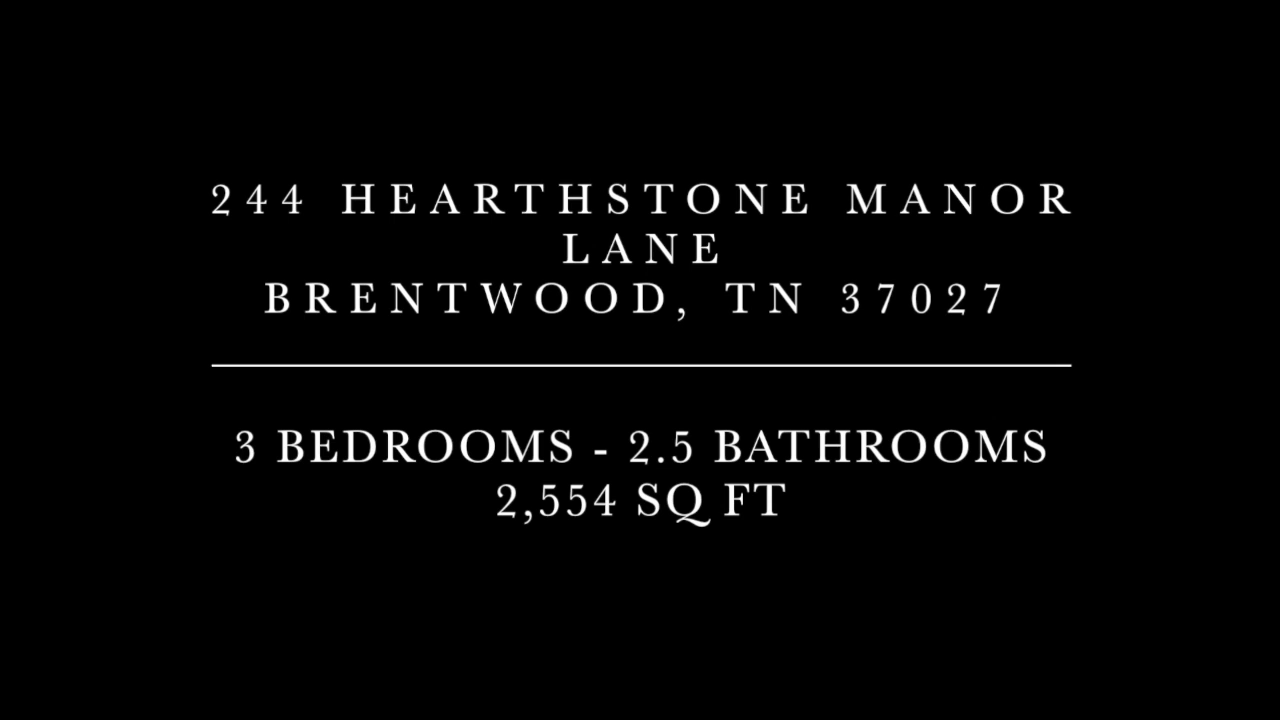 244 HEARTHSTONE MANOR
LANE
BRENTWOOD, TN 37027
3 BEDROOMS - 2.5 BATHROOMS
2,554 SQ FT